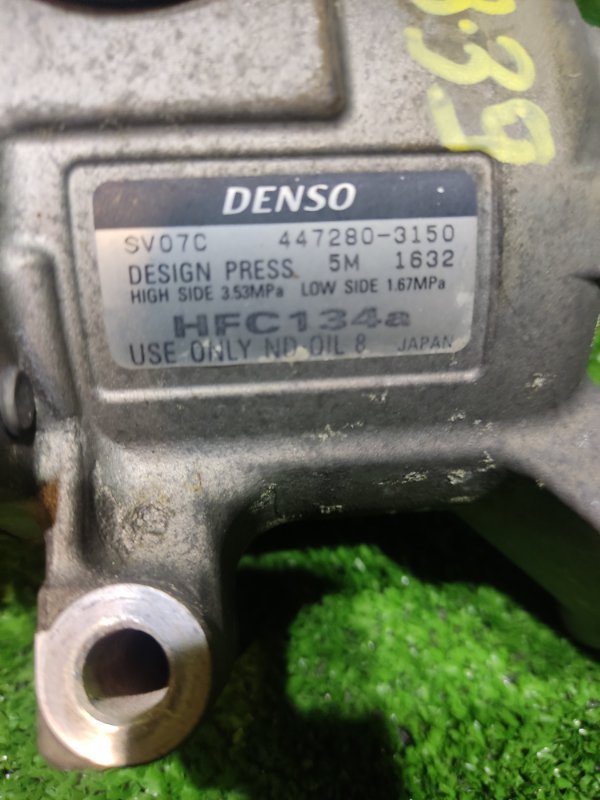 339
DENSO
SV07C 447280-3150
DESIGN PRESS 5M 1632
HIGH SIDE 3.53MPa LOW SIDE 1.67MPa
HFC134a
USE ONLY ND-OIL 8 JAPAN